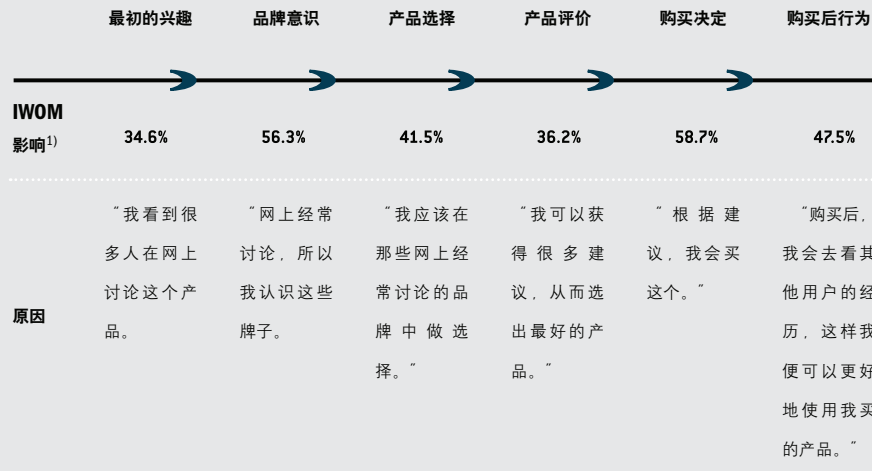 最初的兴趣 品牌意识 产品选择 产品评价 购买决定 购买后行为
IWOM
影响1) 34.6% 56.3% 41.5% 36.2% 58.7% 47.5%
原因
“我看到很
多人在网上
讨论这个产
品。
“网上经常
讨论，所以
我认识这些
牌子。
“我应该在
那些网上经
常讨论的品
牌中做选
择。”
“我可以获
得很多建
议，从而选
出最好的产
品。”
“根据建
议，我会买
这个。”
“购买后，
我会去看其
他用户的经
历，这样我
便可以更好
地使用我买
的产品。”